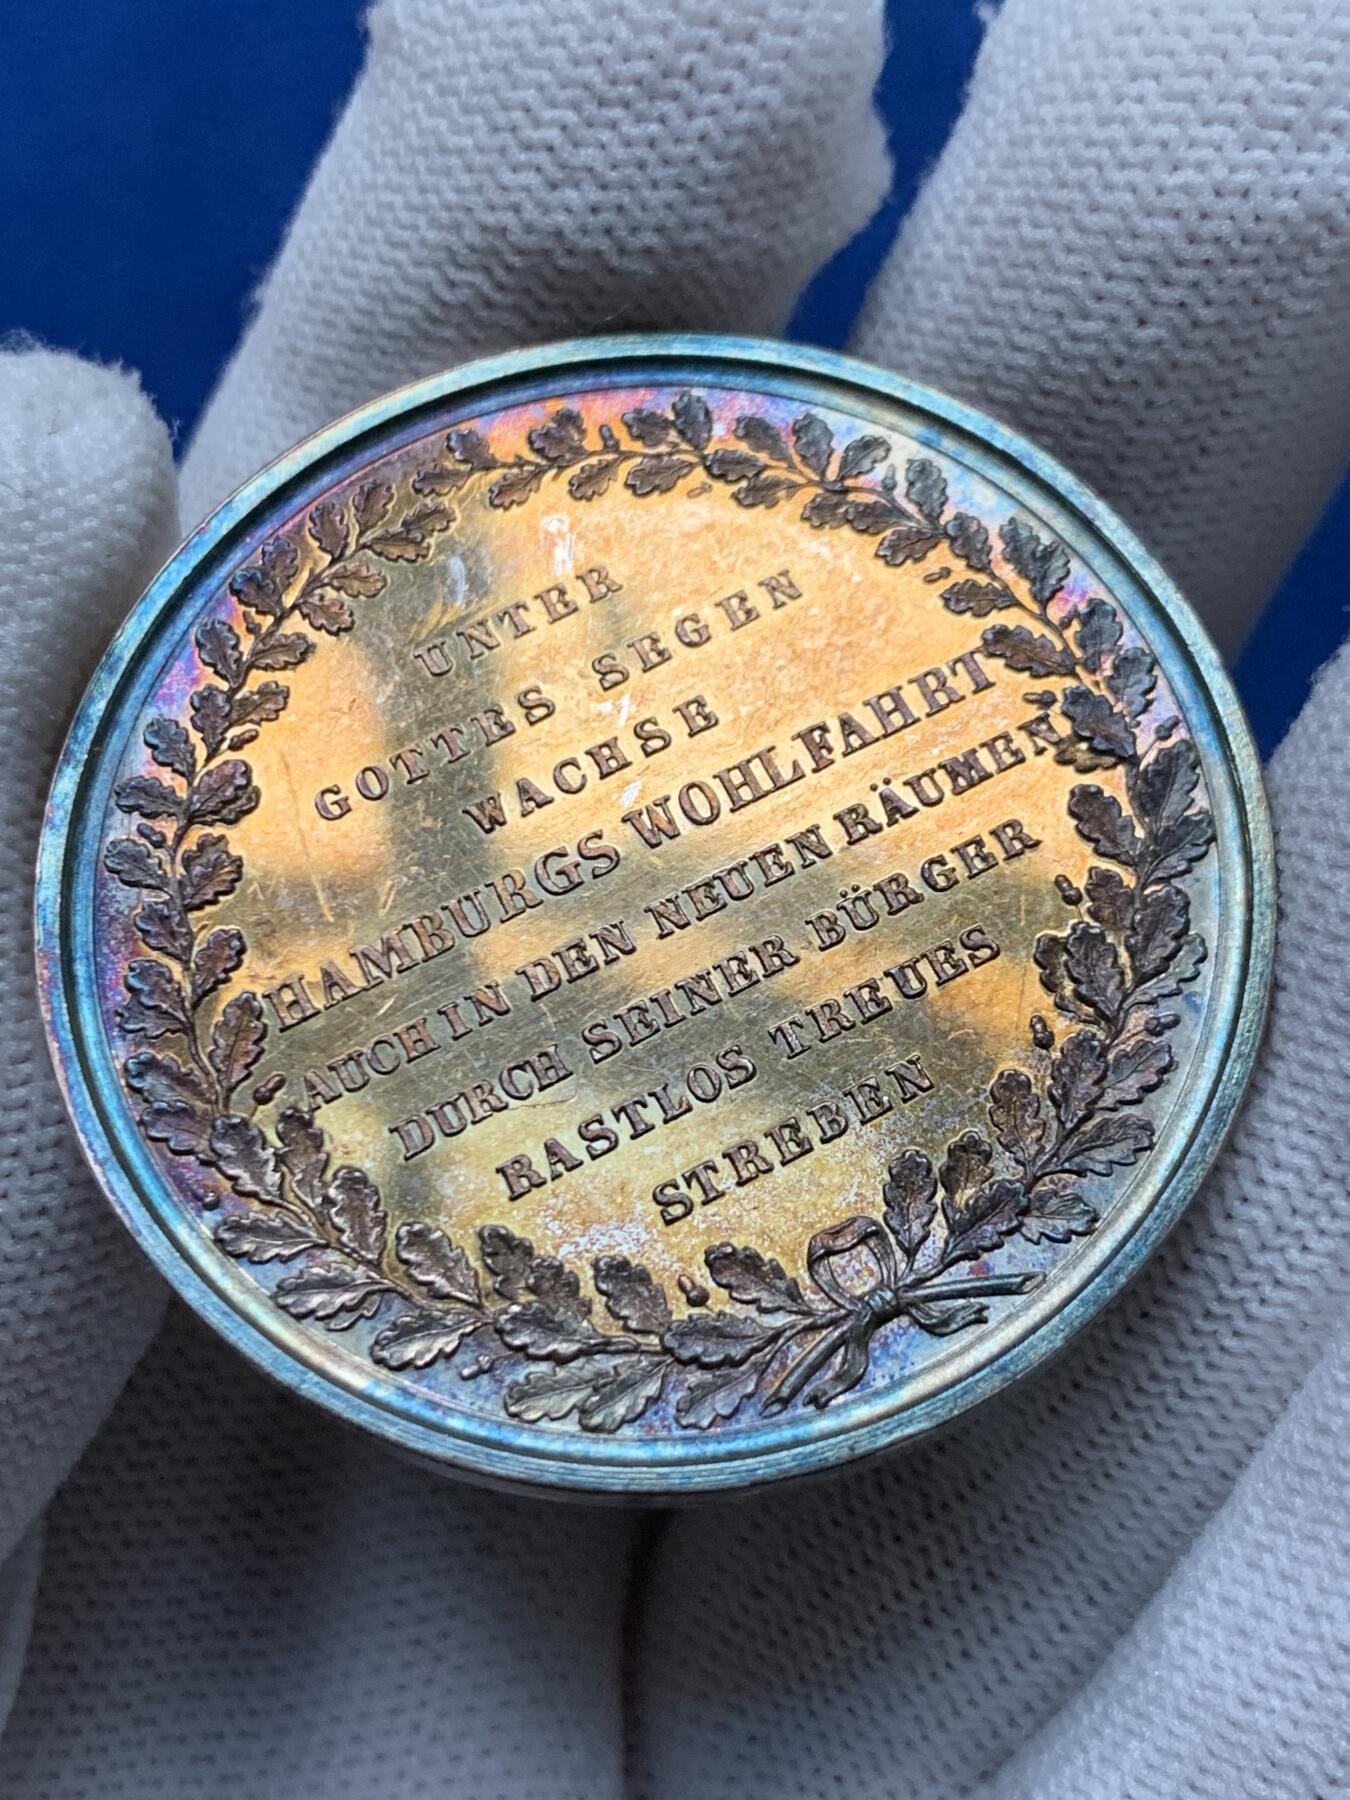 UNTER
GOTTES SEGEN
WACHSE
HAMBURGS WOHLFAHRT
AUCH IN DEN NEUEN RÄUMEN
DURCH SEINER BÜRGER
RASTLOS TREUES
STREBEN